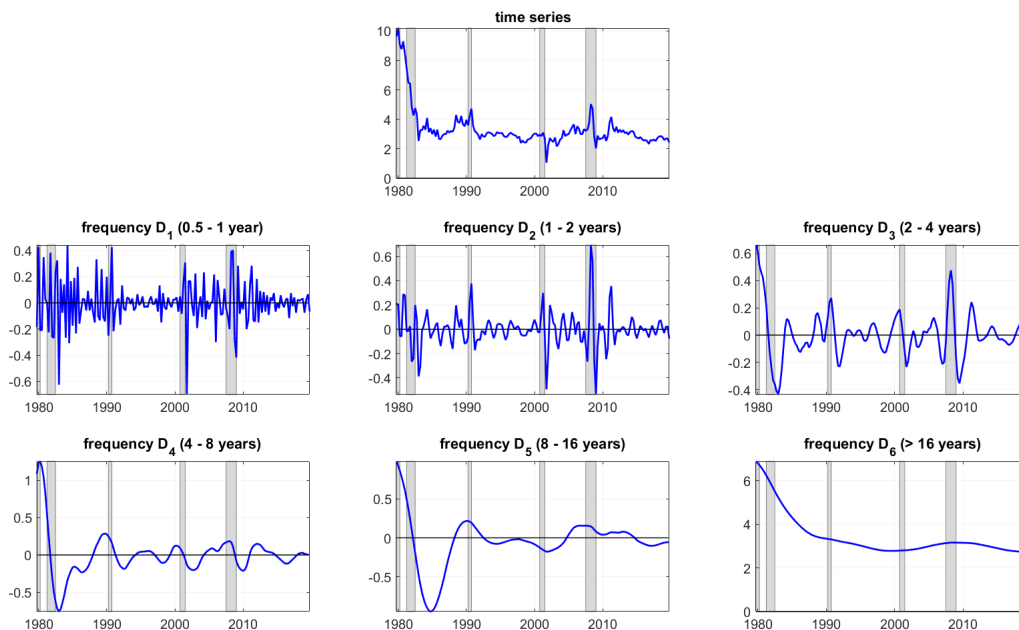 time series
10
8
6
4
2
0
1980 1990 2000 2010
frequency D1 (0.5 - 1 year)
0.4
0.2
0
-0.2
-0.4
-0.6
1980 1990 2000 2010
frequency D2 (1 - 2 years)
0.6
0.4
0.2
0
-0.2
-0.4
1980 1990 2000 2010
frequency D3 (2 - 4 years)
0.6
0.4
0.2
0
-0.2
-0.4
1980 1990 2000 2010
frequency D4 (4 - 8 years)
1
0.5
0
-0.5
1980 1990 2000 2010
frequency D5 (8 - 16 years)
0.5
0
-0.5
1980 1990 2000 2010
frequency D6 (> 16 years)
6
4
2
0
1980 1990 2000 2010